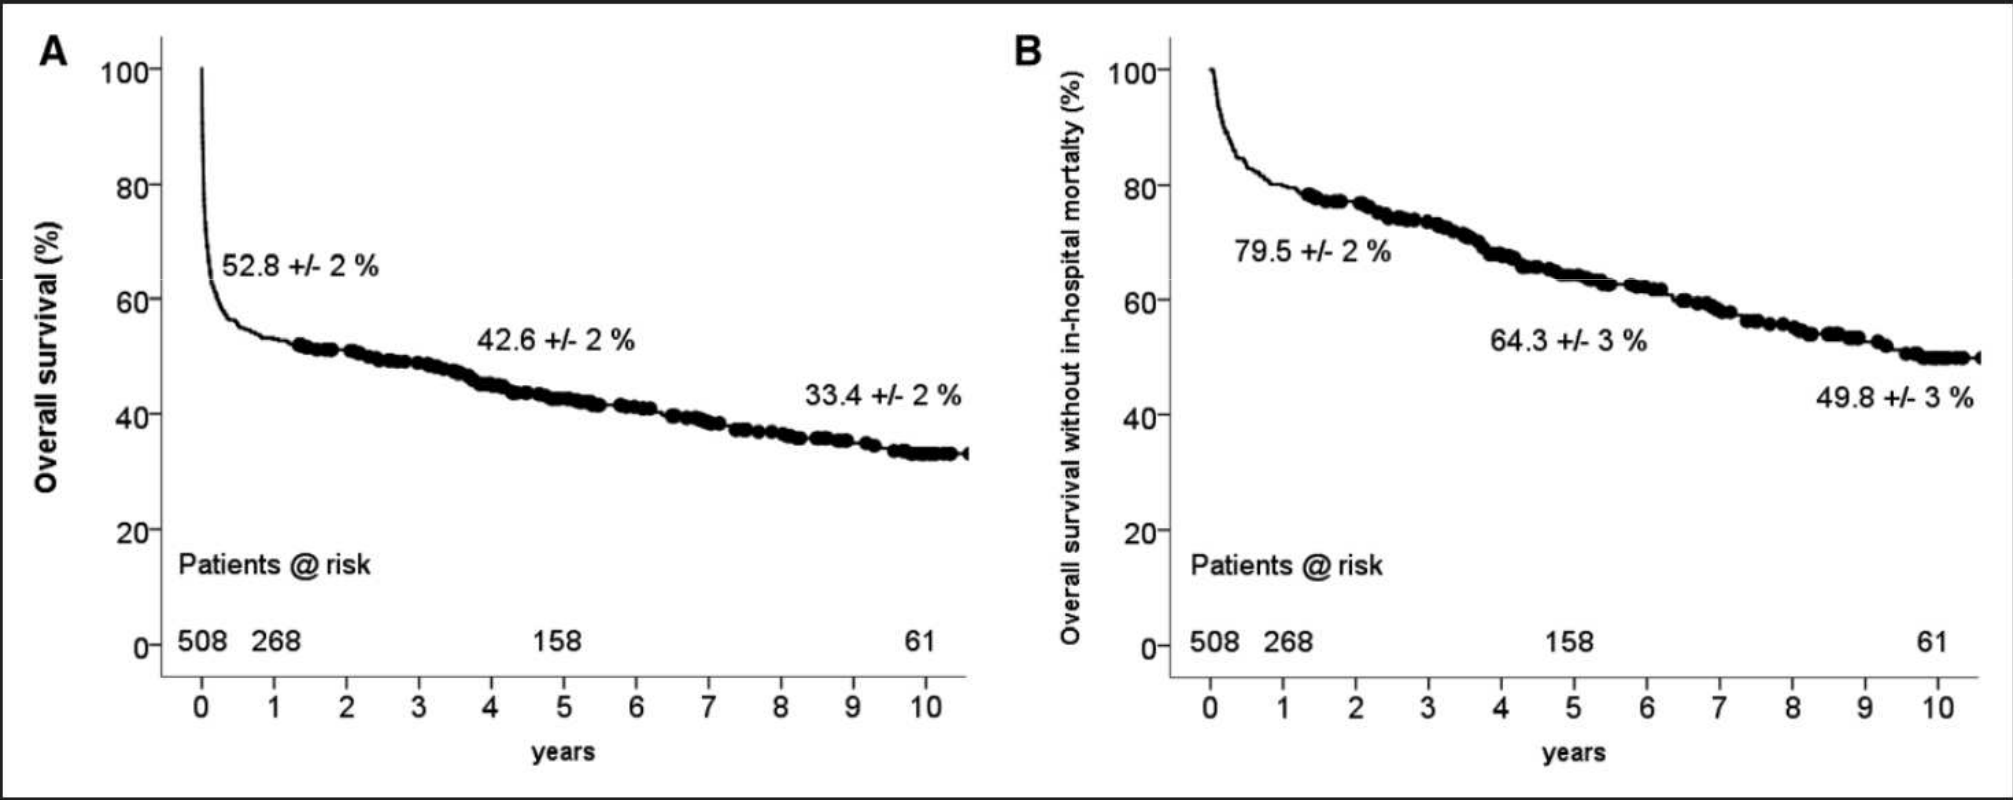 A
Overall survival (%)
100
80
60
40
20
0
52.8 +/- 2 %
42.6 +/- 2 %
33.4 +/- 2 %
Patients @ risk
508 268 158 61
0 1 2 3 4 5 6 7 8 9 10
years
B
Overall survival without in-hospital mortalty (%)
100
80
60
40
20
0
79.5 +/- 2 %
64.3 +/- 3 %
49.8 +/- 3 %
Patients @ risk
508 268 158 61
0 1 2 3 4 5 6 7 8 9 10
years